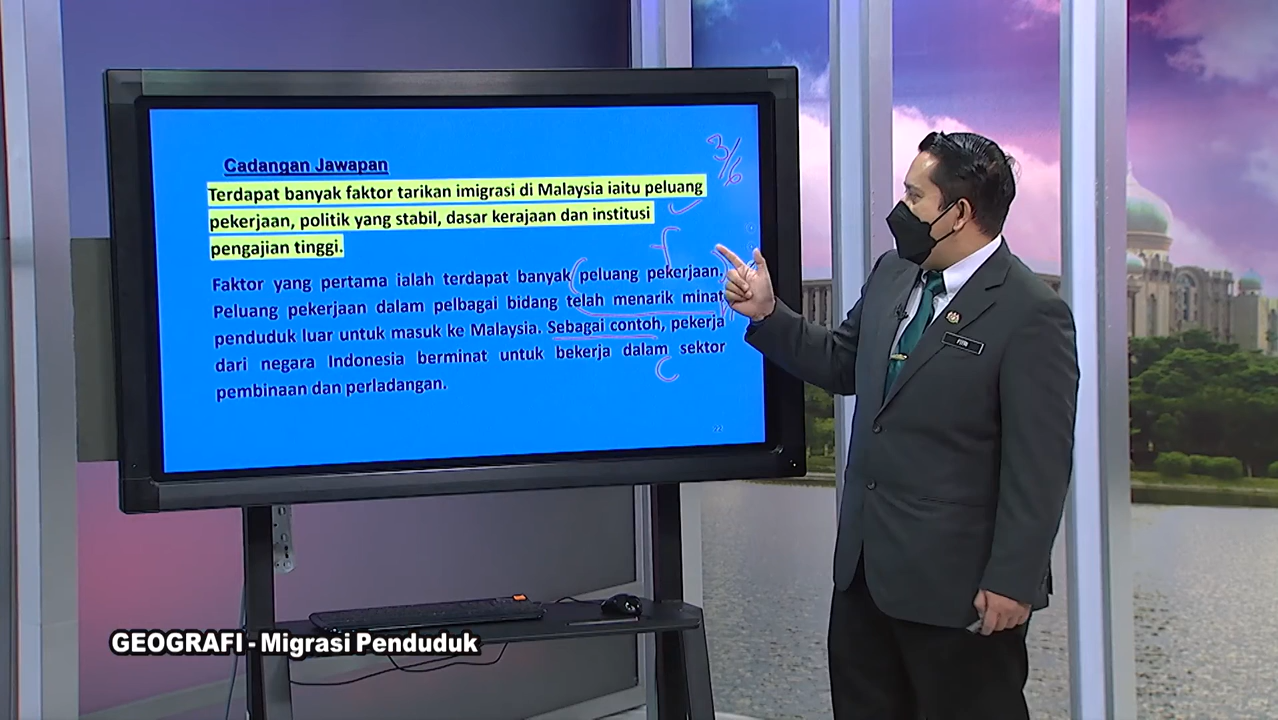 Cadangan Jawapan
Terdapat banyak faktor tarikan imigrasi di Malaysia iaitu peluang
pekerjaan, politik yang stabil, dasar kerajaan dan institusi
pengajian tinggi.
Faktor yang pertama ialah terdapat banyak peluang pekerjaan.
Peluang pekerjaan dalam pelbagai bidang telah menarik minat
penduduk luar untuk masuk ke Malaysia. Sebagai contoh, pekerja
dari negara Indonesia berminat untuk bekerja dalam sektor
pembinaan dan perladangan.
3/6
f
c
22
FITRI
GEOGRAFI - Migrasi Penduduk